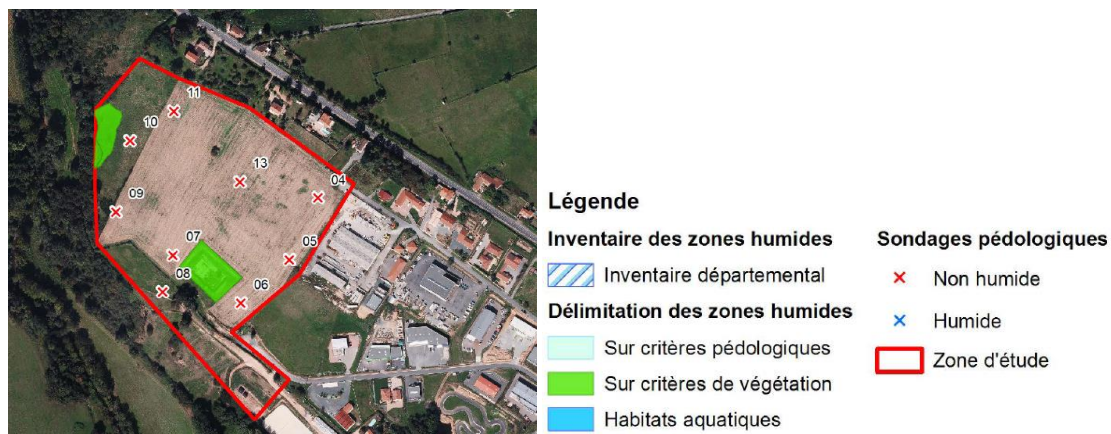 11
10
13
04
09
07
05
08
06
Légende
Inventaire des zones humides
Inventaire départemental
Délimitation des zones humides
Sur critères pédologiques
Sur critères de végétation
Habitats aquatiques
Sondages pédologiques
Non humide
Humide
Zone d'étude